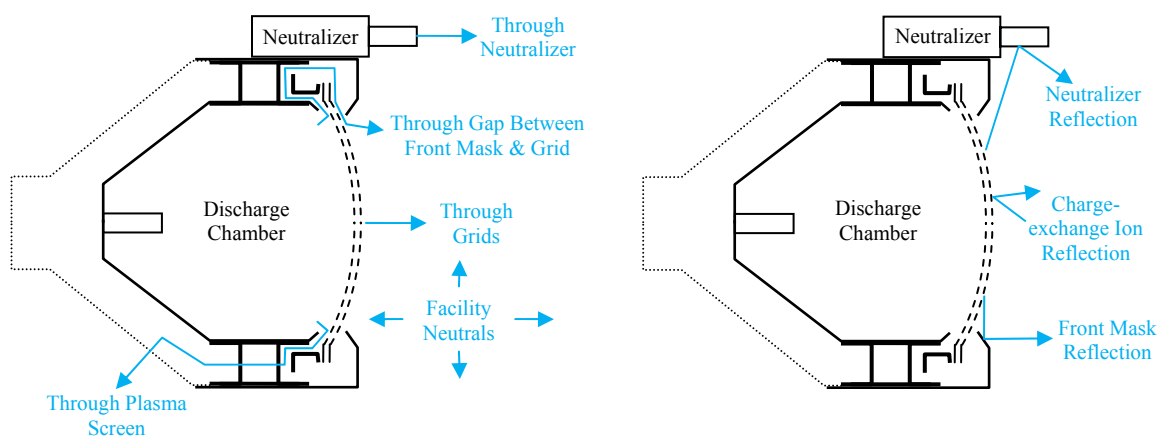 Neutralizer
Through
Neutralizer
Through Gap Between
Front Mask & Grid
Discharge
Chamber
Through
Grids
Facility
Neutrals
Through Plasma
Screen
Neutralizer
Neutralizer
Reflection
Discharge
Chamber
Charge-
exchange Ion
Reflection
Front Mask
Reflection